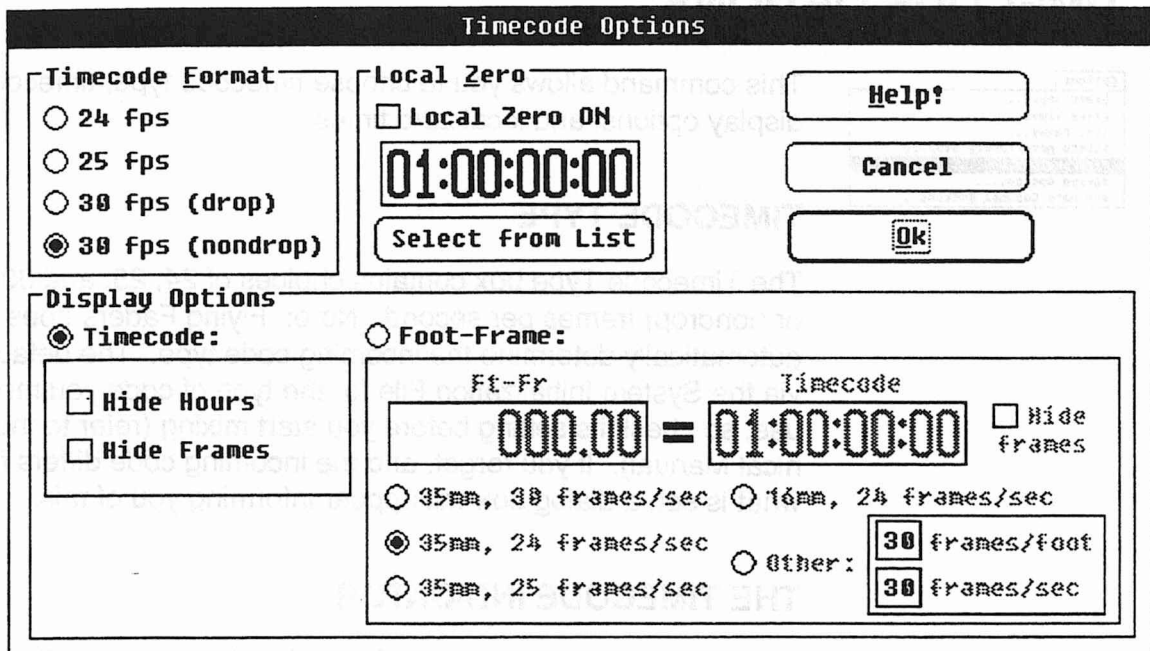 Timecode Options
Timecode Format
24 fps
25 fps
30 fps (drop)
30 fps (nondrop)
Local Zero
Local Zero ON
01:00:00:00
Select from List
Help!
Cancel
Ok
Display Options
Timecode:
Hide Hours
Hide Frames
Foot-Frame:
Ft-Fr
000.00 =
Timecode
01:00:00:00
Hide
frames
35mm, 30 frames/sec
35mm, 24 frames/sec
35mm, 25 frames/sec
16mm, 24 frames/sec
Other:
30 frames/foot
30 frames/sec